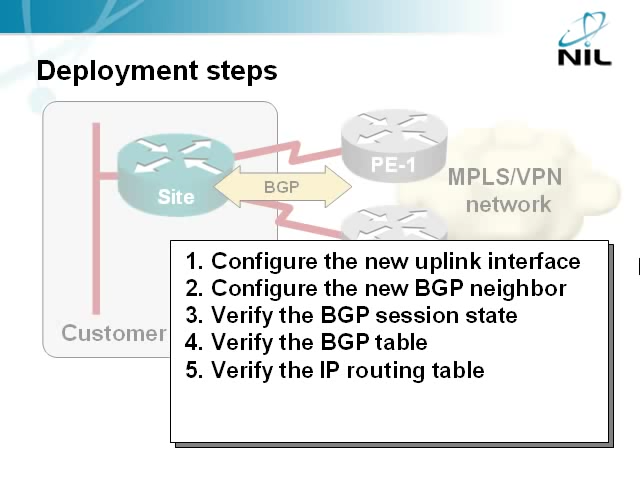 NIL
Deployment steps
PE-1
MPLS/VPN
network
BGP
Site
Customer
1. Configure the new uplink interface
2. Configure the new BGP neighbor
3. Verify the BGP session state
4. Verify the BGP table
5. Verify the IP routing table